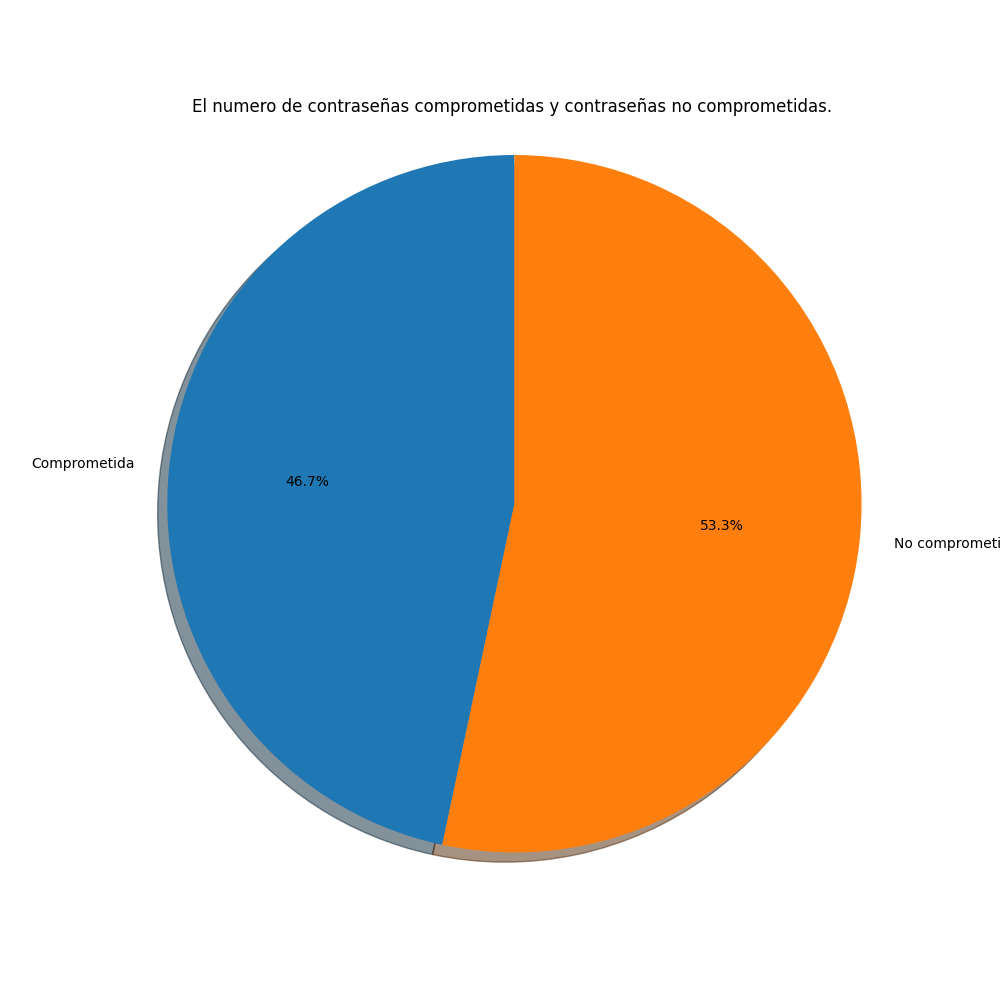 El numero de contraseñas comprometidas y contraseñas no comprometidas.
Comprometida
46.7%
53.3%
No comprometi